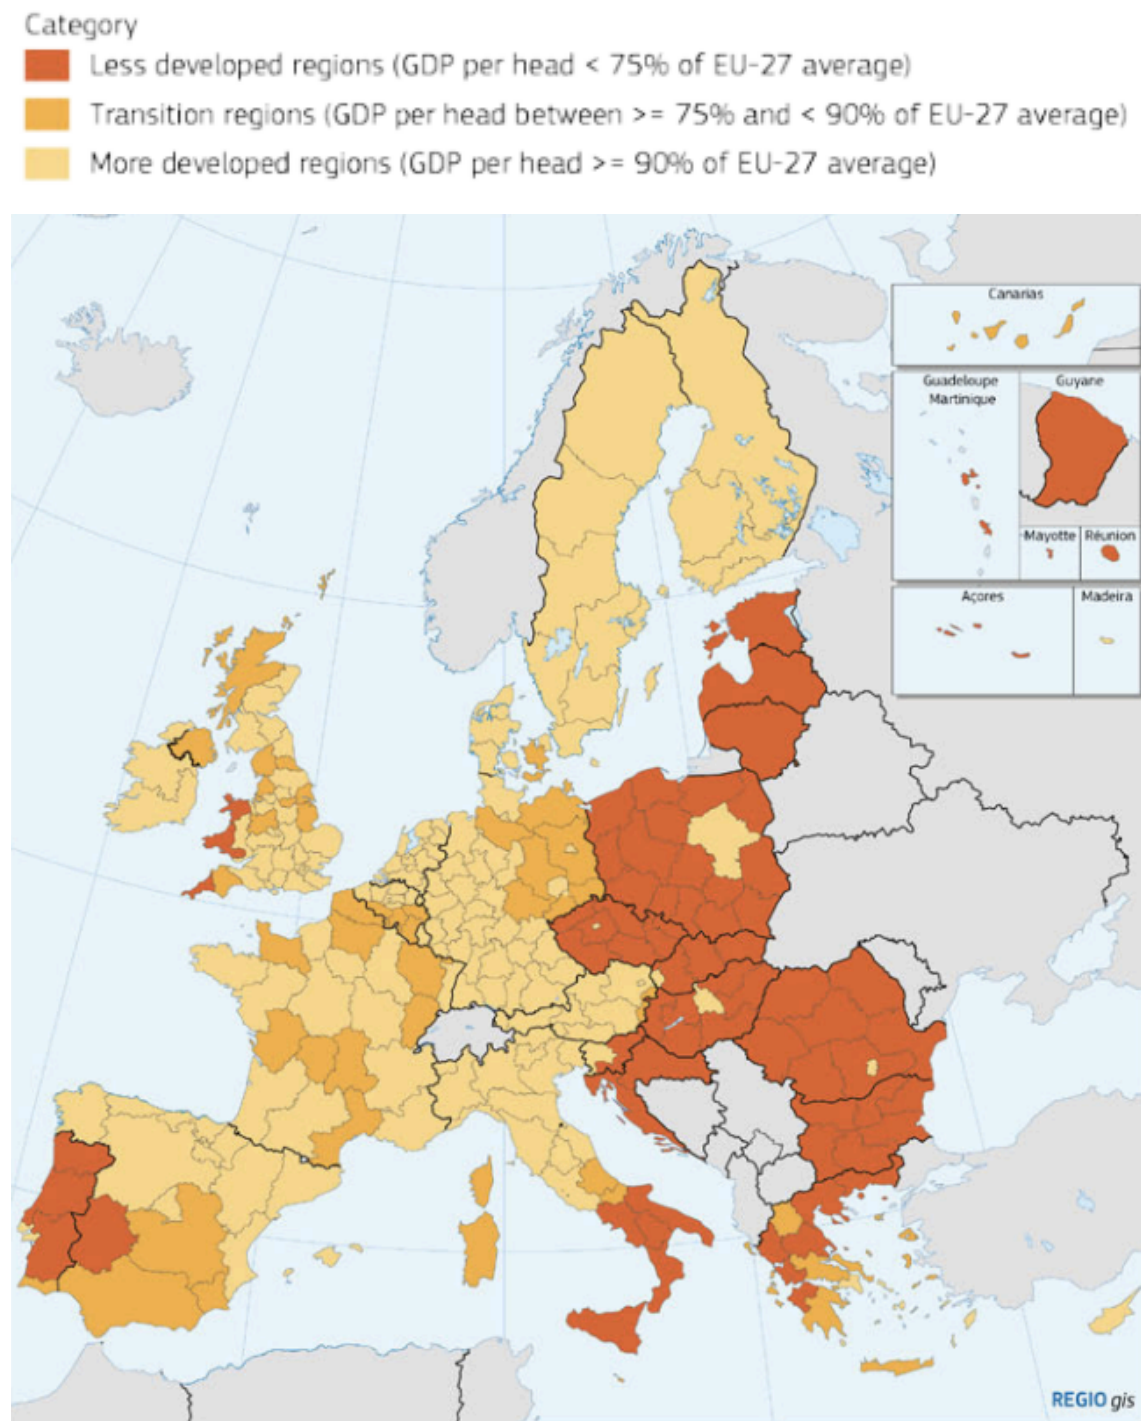 Category
Less developed regions (GDP per head < 75% of EU-27 average)
Transition regions (GDP per head between >= 75% and < 90% of EU-27 average)
More developed regions (GDP per head >= 90% of EU-27 average)
Canarias
Guadeloupe
Martinique
Guyane
Mayotte
Réunion
Açores
Madeira
REGIO gis